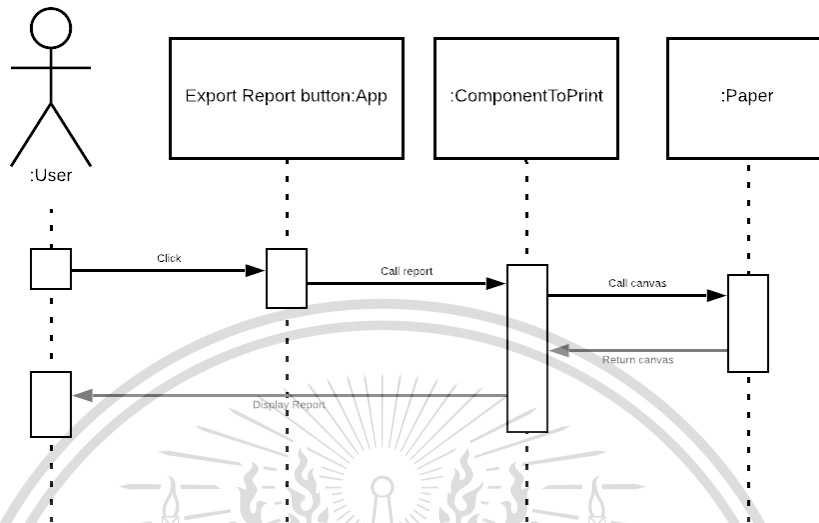 Export Report button:App
:ComponentToPrint
:Paper
:User
Click
Call report
Call canvas
Return canvas
Display Report